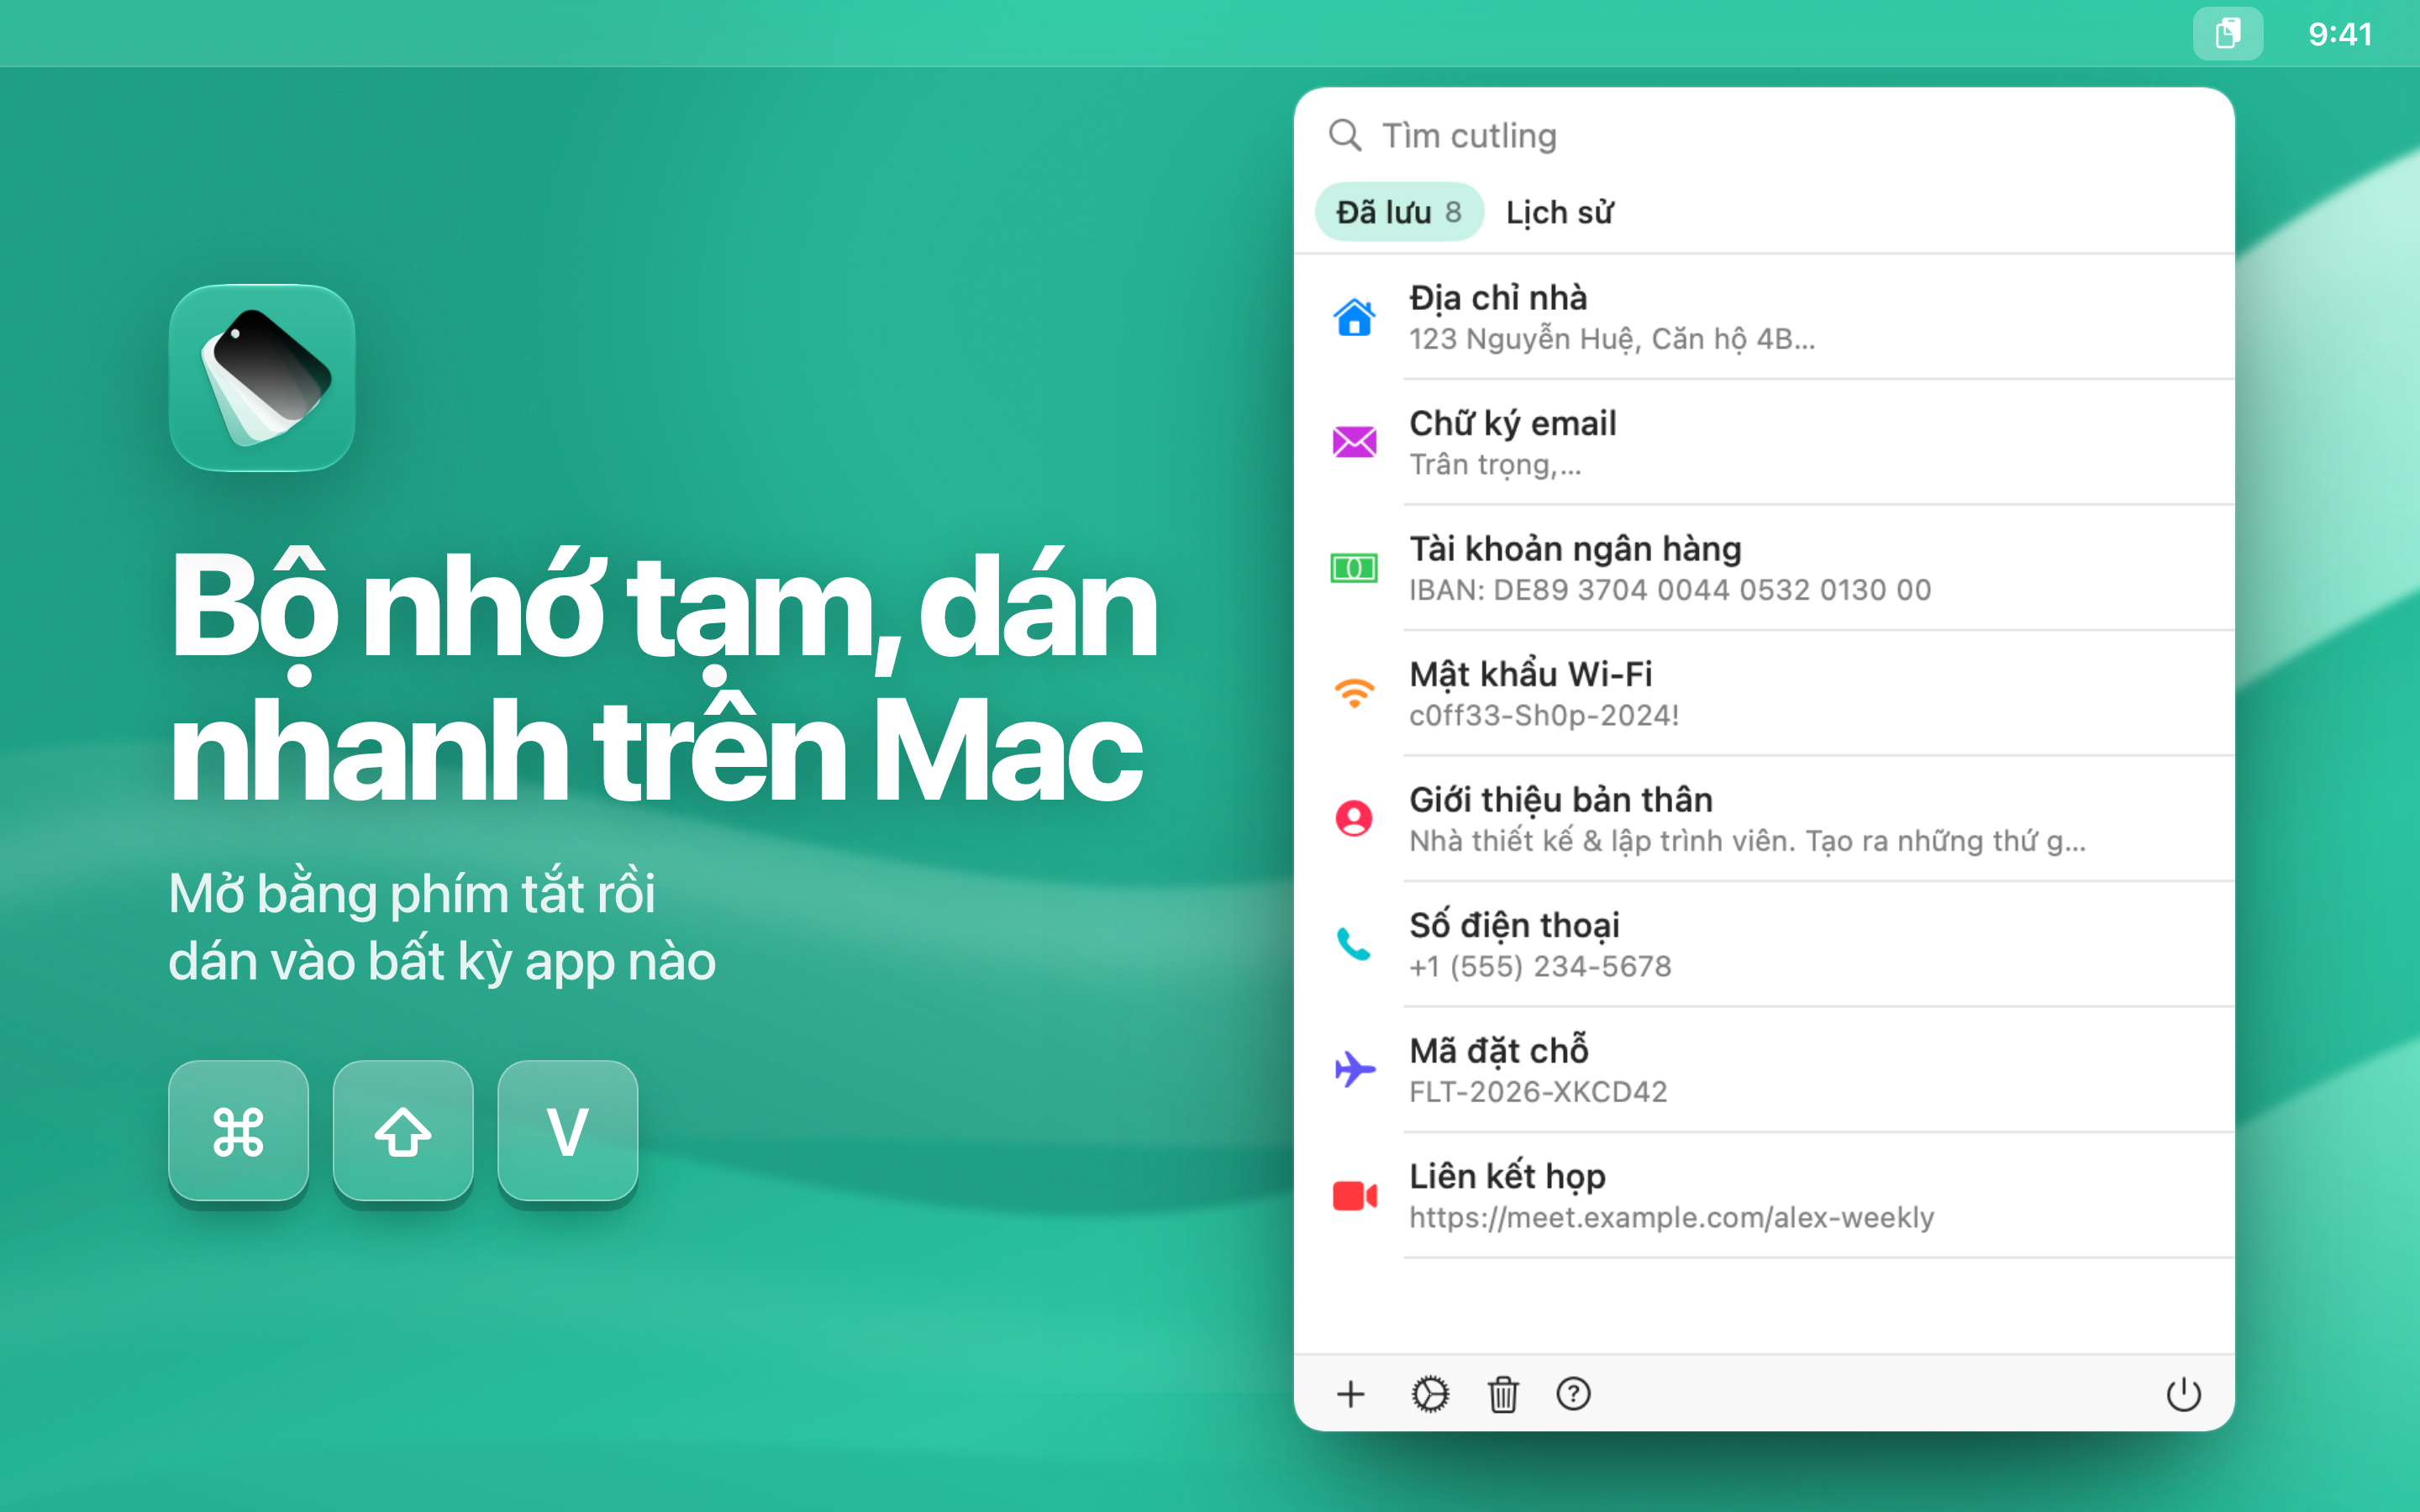 9:41
Bộ nhớ tạm, dán
nhanh trên Mac
Mở bằng phím tắt rồi
dán vào bất kỳ app nào
⌘ ⇧ V
Tìm cutling
Đã lưu 8 Lịch sử
Địa chỉ nhà
123 Nguyễn Huệ, Căn hộ 4B...
Chữ ký email
Trân trọng,...
Tài khoản ngân hàng
IBAN: DE89 3704 0044 0532 0130 00
Mật khẩu Wi-Fi
c0ff33-Sh0p-2024!
Giới thiệu bản thân
Nhà thiết kế & lập trình viên. Tạo ra những thứ g...
Số điện thoại
+1 (555) 234-5678
Mã đặt chỗ
FLT-2026-XKCD42
Liên kết họp
https://meet.example.com/alex-weekly